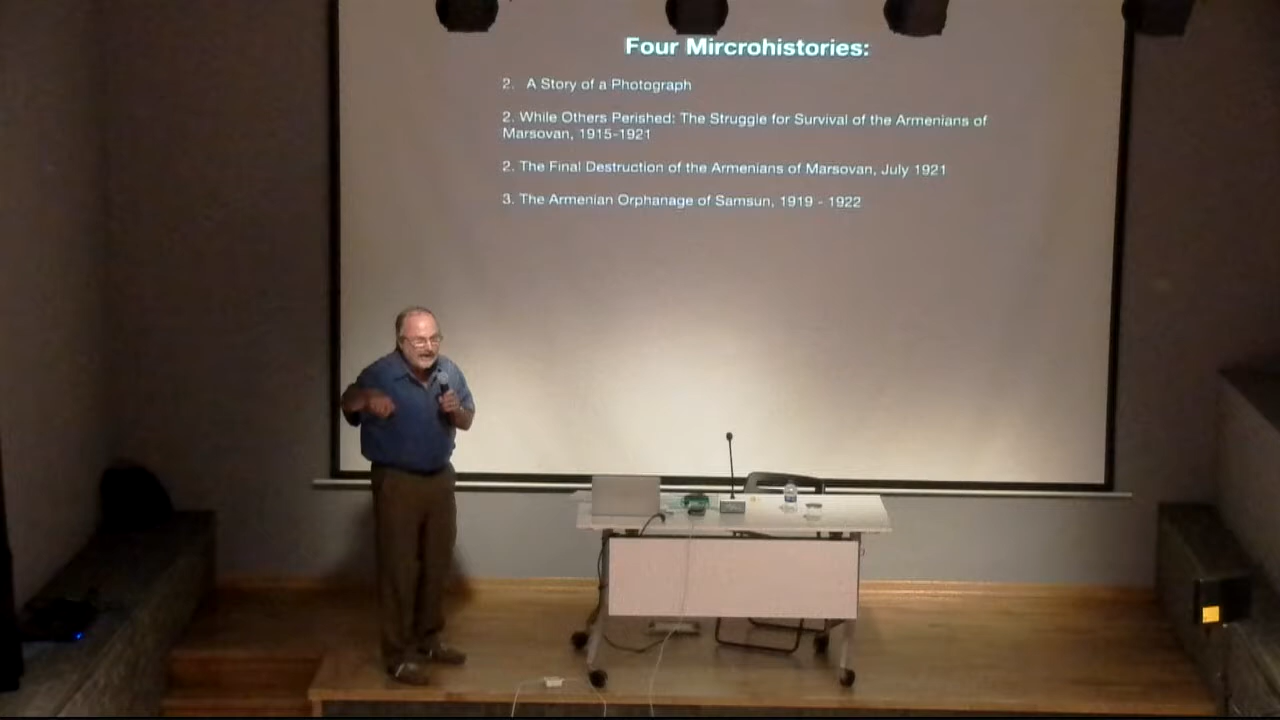 Four Mircrohistories:
2. A Story of a Photograph
2. While Others Perished: The Struggle for Survival of the Armenians of
Marsovan, 1915-1921
2. The Final Destruction of the Armenians of Marsovan, July 1921
3. The Armenian Orphanage of Samsun, 1919 - 1922